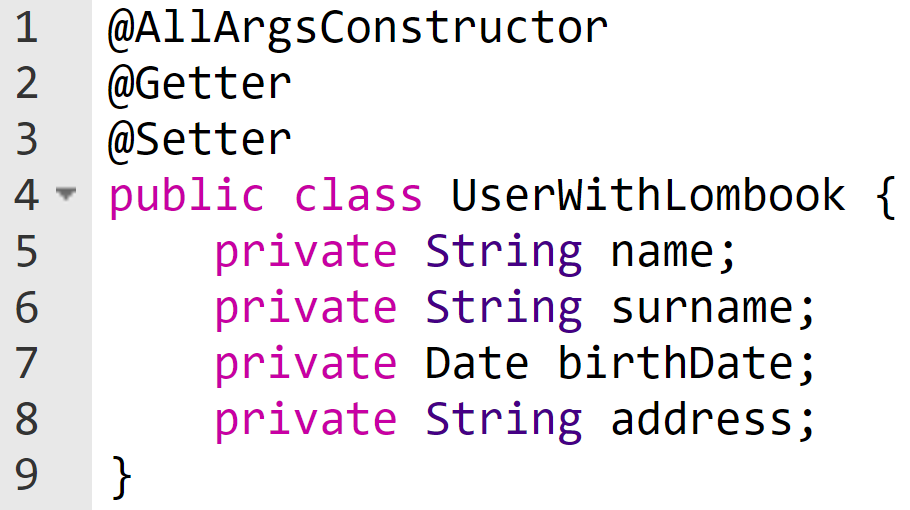 1 @AllArgsConstructor
2 @Getter
3 @Setter
4 public class UserWithLombook {
5     private String name;
6     private String surname;
7     private Date birthDate;
8     private String address;
9 }